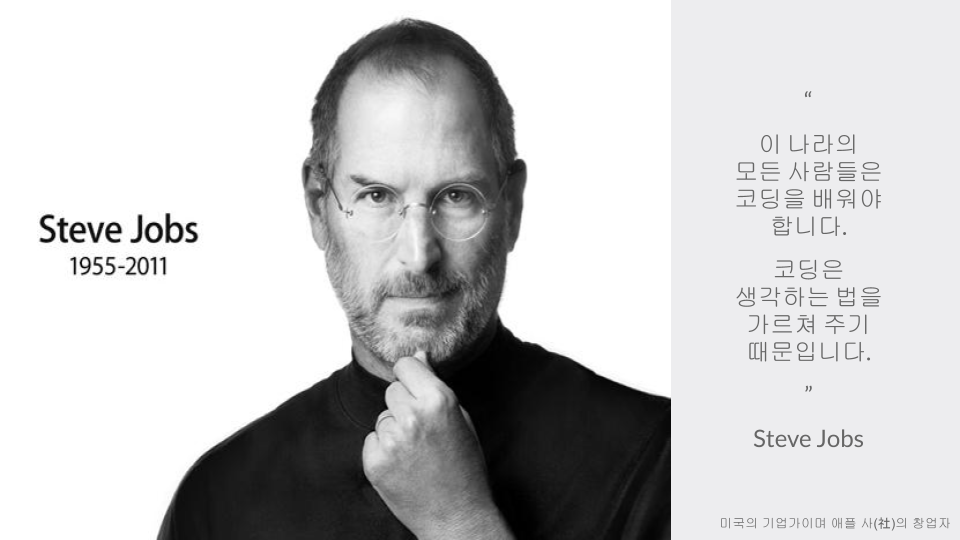 Steve Jobs
1955-2011
“
이 나라의
모든 사람들은
코딩을 배워야
합니다.
코딩은
생각하는 법을
가르쳐 주기
때문입니다.
”
Steve Jobs
미국의 기업가이며 애플 사(社)의 창업자